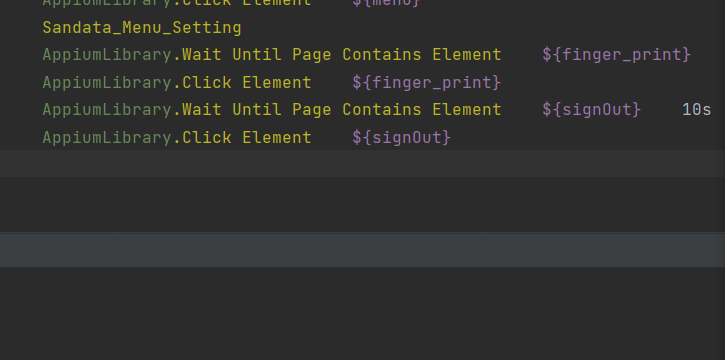 AppiumLibrary.Click Element    ${menu}
Sandata_Menu_Setting
AppiumLibrary.Wait Until Page Contains Element    ${finger_print}
AppiumLibrary.Click Element    ${finger_print}
AppiumLibrary.Wait Until Page Contains Element    ${signOut}    10s
AppiumLibrary.Click Element    ${signOut}